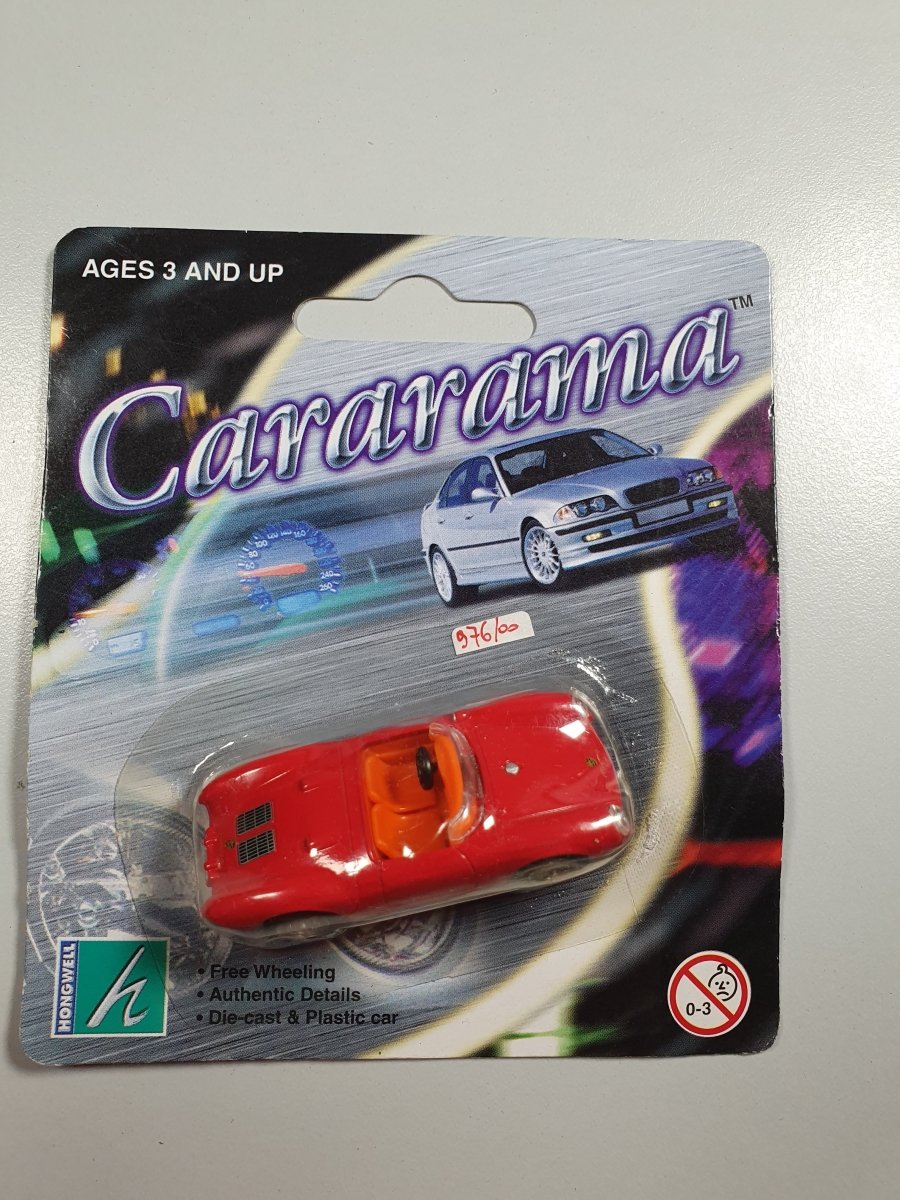 AGES 3 AND UP
Cararama™
976/00
HONGWELL
h
• Free Wheeling
• Authentic Details
• Die-cast & Plastic car
0-3